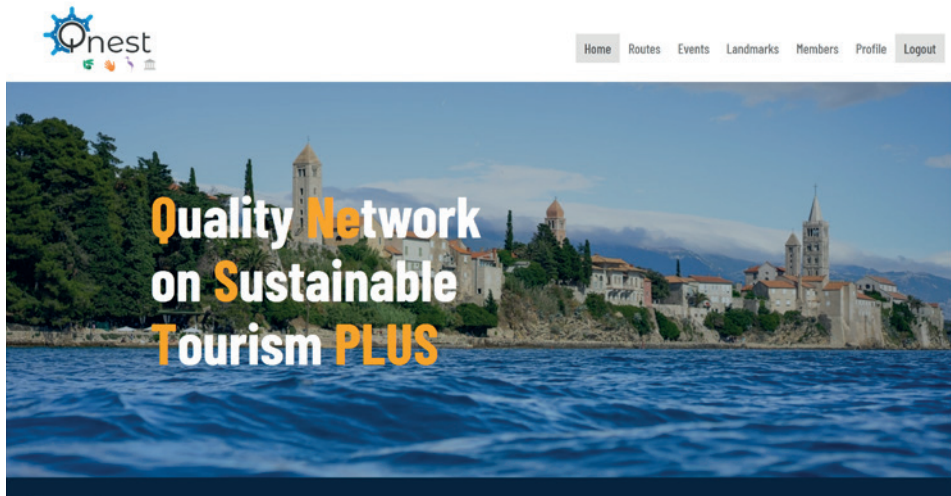 Qnest
Home Routes Events Landmarks Members Profile Logout
Quality Network
on Sustainable
Tourism PLUS